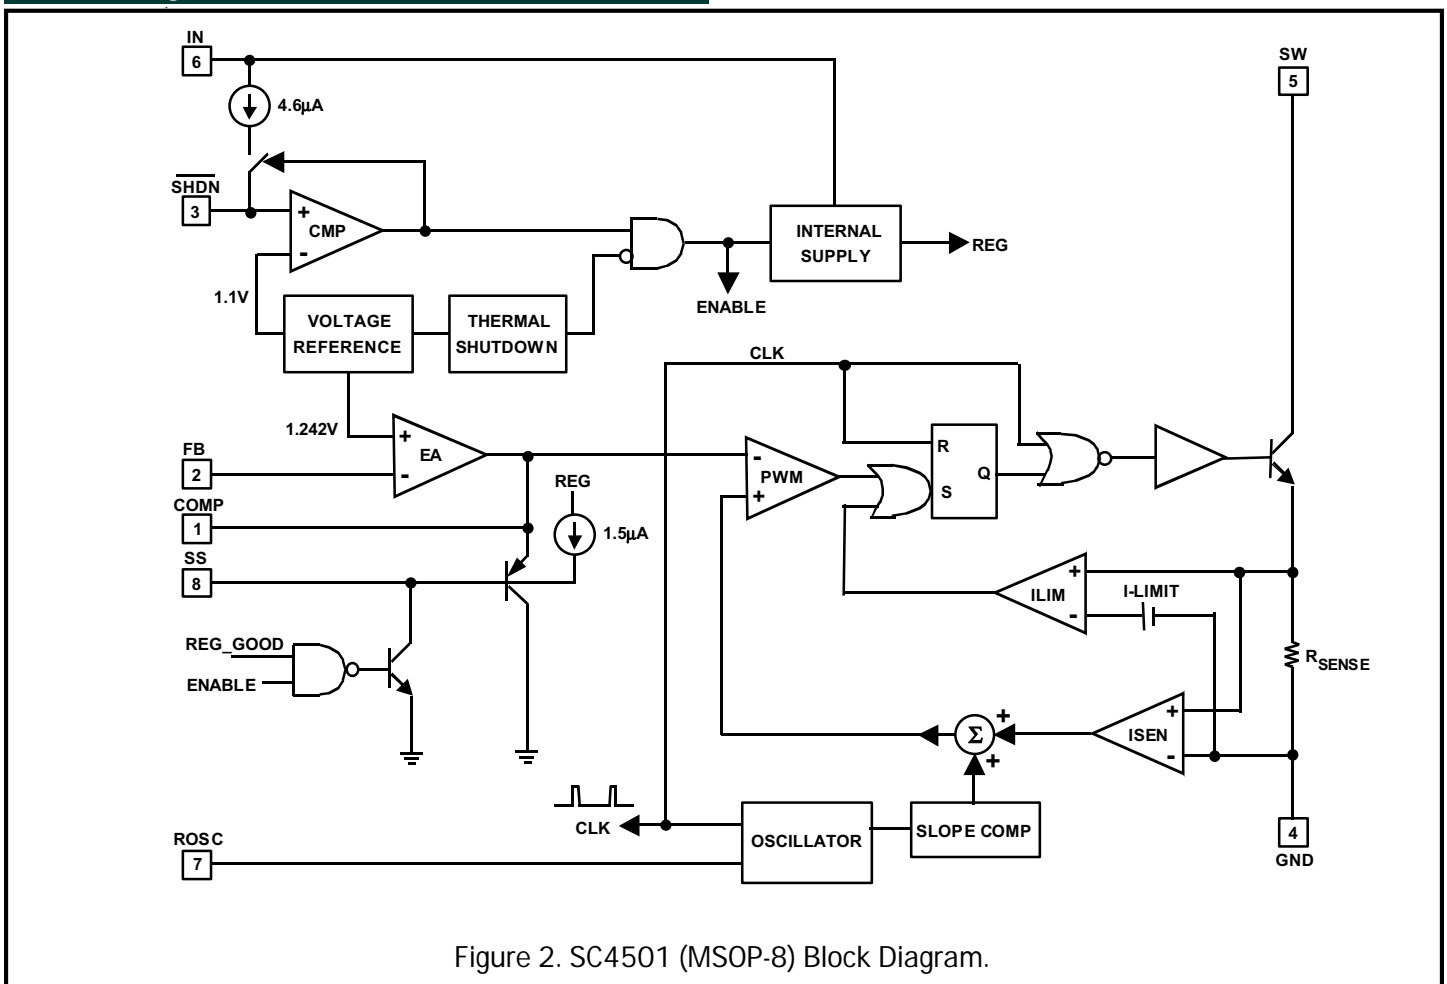 IN
6
4.6µA
SHDN
3
+
CMP
-
1.1V
VOLTAGE
REFERENCE
THERMAL
SHUTDOWN
ENABLE
INTERNAL
SUPPLY
REG
SW
5
CLK
1.242V
+
EA
-
FB
2
COMP
1
SS
8
REG
1.5µA
-
PWM
+
R
Q
S
+
ILIM
-
I-LIMIT
RSENSE
REG_GOOD
ENABLE
Σ
+
+
+
ISEN
-
CLK
OSCILLATOR
SLOPE COMP
ROSC
7
4
GND
Figure 2. SC4501 (MSOP-8) Block Diagram.